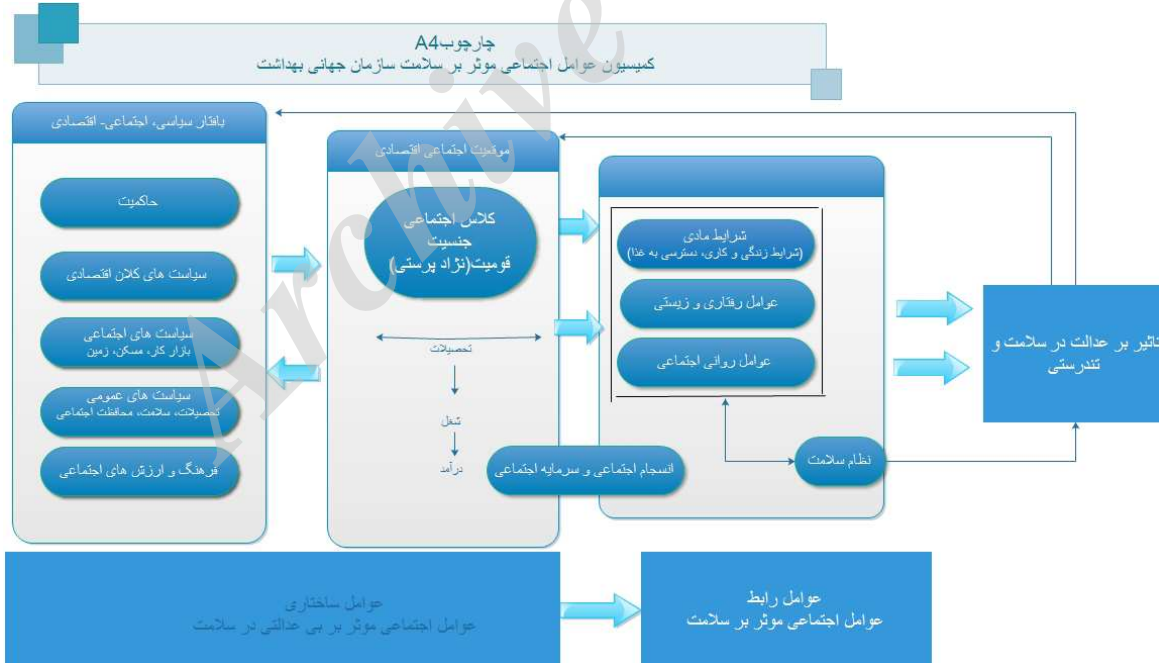 چارچوب A4
کمیسیون عوامل اجتماعی موثر بر سلامت سازمان جهانی بهداشت
بافتار سیاسی، اجتماعی- اقتصادی
حاکمیت
سیاست های کلان اقتصادی
سیاست های اجتماعی
بازار کار، مسکن، زمین
سیاست های عمومی
تحصیلات، سلامت، محافظت اجتماعی
فرهنگ و ارزش های اجتماعی
موقعیت اجتماعی اقتصادی
کلاس اجتماعی
جنسیت
قومیت(نژاد پرستی)
تحصیلات
شغل
درآمد
انسجام اجتماعی و سرمایه اجتماعی
شرایط مادی
(شرایط زندگی و کاری، دسترسی به غذا)
عوامل رفتاری و زیستی
عوامل روانی اجتماعی
نظام سلامت
تاثیر بر عدالت در سلامت و
تندرستی
عوامل ساختاری
عوامل اجتماعی موثر بر بی عدالتی در سلامت
عوامل رابط
عوامل اجتماعی موثر بر سلامت
Archive